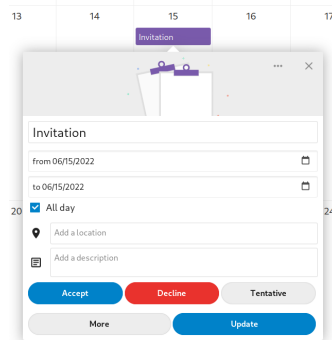 13 14 15 16 17
Invitation
Invitation
from 06/15/2022
to 06/15/2022
20 All day 24
Add a location
Add a description
Accept Decline Tentative
More Update